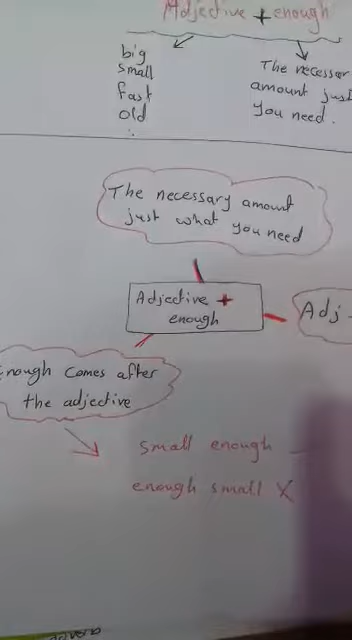 Adjective + enough
big
small
fast
old
The necessar
amount just
you need.
The necessary amount
just what you need
Adjective +
enough
Adj -
enough comes after
the adjective
small enough
enough small X